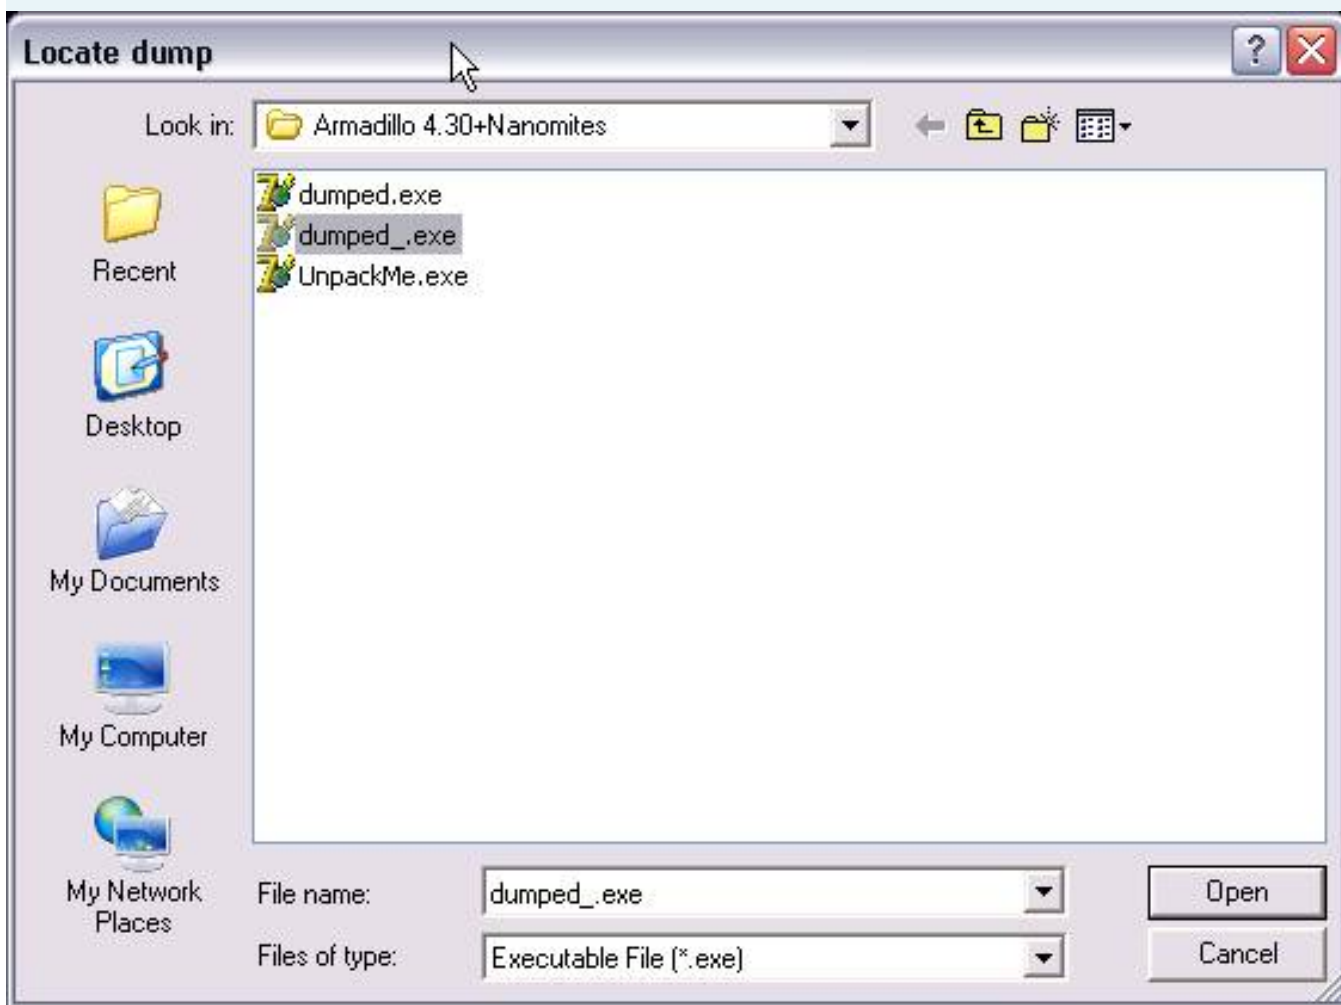 Locate dump
Look in:
Armadillo 4.30+Nanomites
dumped.exe
dumped_.exe
UnpackMe.exe
Recent
Desktop
My Documents
My Computer
My Network
Places
File name:
dumped_.exe
Open
Files of type:
Executable File (*.exe)
Cancel